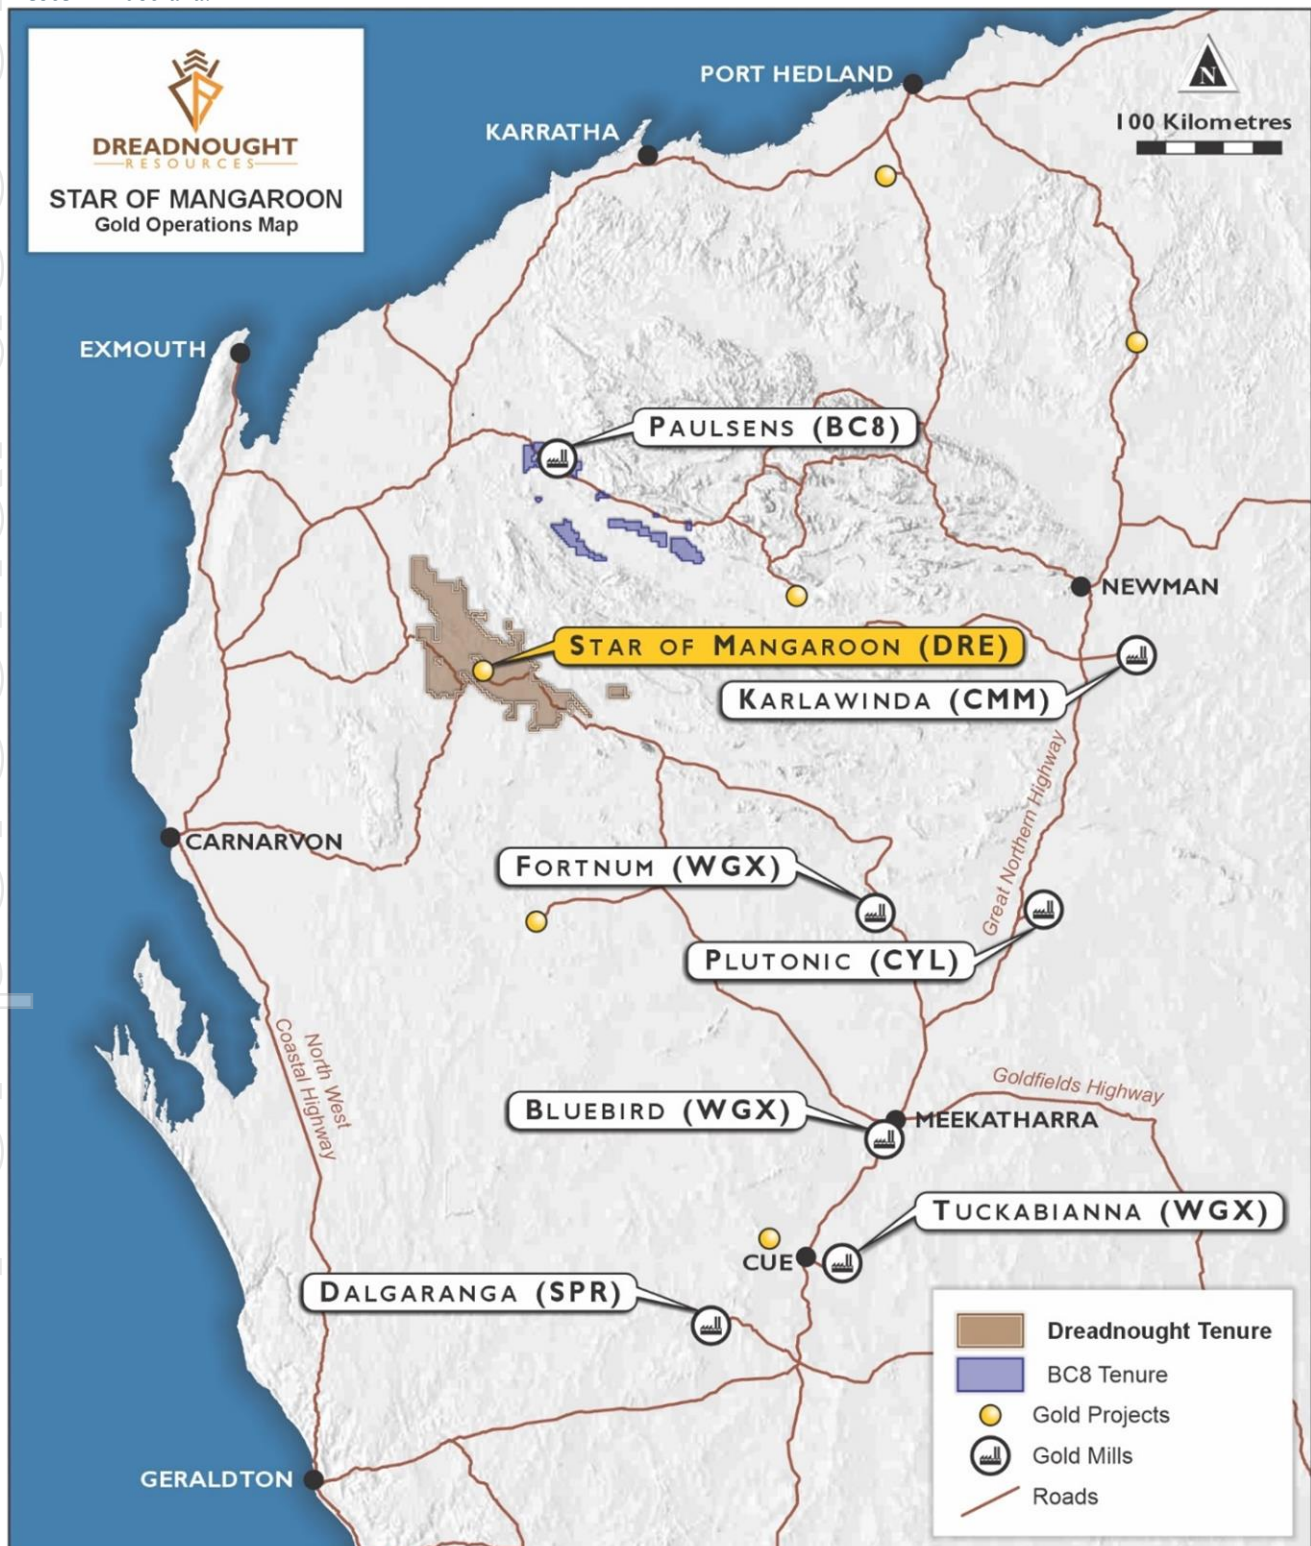 DREADNOUGHT
RESOURCES
STAR OF MANGAROON
Gold Operations Map
PORT HEDLAND
N
100 Kilometres
KARRATHA
EXMOUTH
PAULSENS (BC8)
NEWMAN
STAR OF MANGAROON (DRE)
KARLAWINDA (CMM)
Great Northern Highway
CARNARVON
FORTNUM (WGX)
PLUTONIC (CYL)
North West
Coastal Highway
Goldfields Highway
BLUEBIRD (WGX)
MEEKATHARRA
TUCKABIANNA (WGX)
CUE
DALGARANGA (SPR)
GERALDTON
Dreadnought Tenure
BC8 Tenure
Gold Projects
Gold Mills
Roads